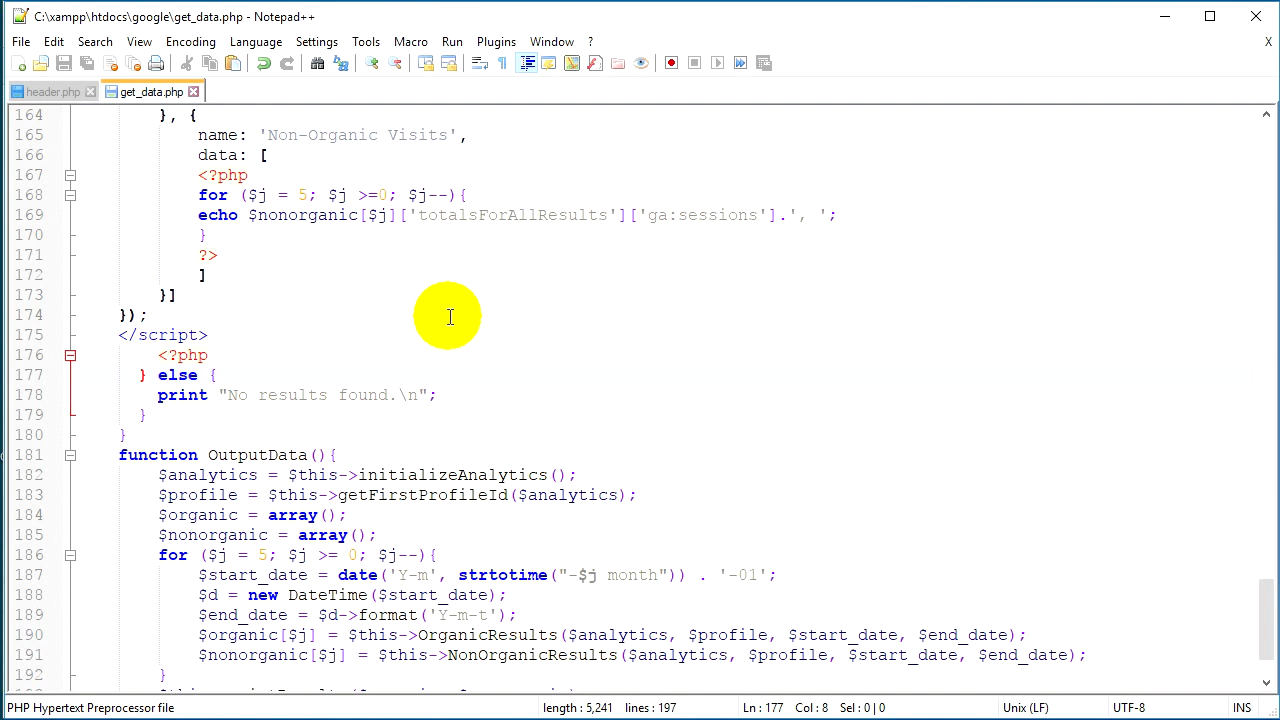 C:\xampp\htdocs\google\get_data.php - Notepad++
File Edit Search View Encoding Language Settings Tools Macro Run Plugins Window ? X
header.php get_data.php
164 }, {
165 name: 'Non-Organic Visits',
166 data: [
167 <?php
168 for ($j = 5; $j >=0; $j--){
169 echo $nonorganic[$j]['totalsForAllResults']['ga:sessions'].', ';
170 }
171 ?>
172 ]
173 }]
174 });
175 </script>
176 <?php
177 } else {
178 print "No results found.\n";
179 }
180 }
181 function OutputData(){
182 $analytics = $this->initializeAnalytics();
183 $profile = $this->getFirstProfileId($analytics);
184 $organic = array();
185 $nonorganic = array();
186 for ($j = 5; $j >= 0; $j--){
187 $start_date = date('Y-m', strtotime("-$j month")) . '-01';
188 $d = new DateTime($start_date);
189 $end_date = $d->format('Y-m-t');
190 $organic[$j] = $this->OrganicResults($analytics, $profile, $start_date, $end_date);
191 $nonorganic[$j] = $this->NonOrganicResults($analytics, $profile, $start_date, $end_date);
192 }
PHP Hypertext Preprocessor file length : 5,241 lines : 197 Ln : 177 Col : 8 Sel : 0 | 0 Unix (LF) UTF-8 INS